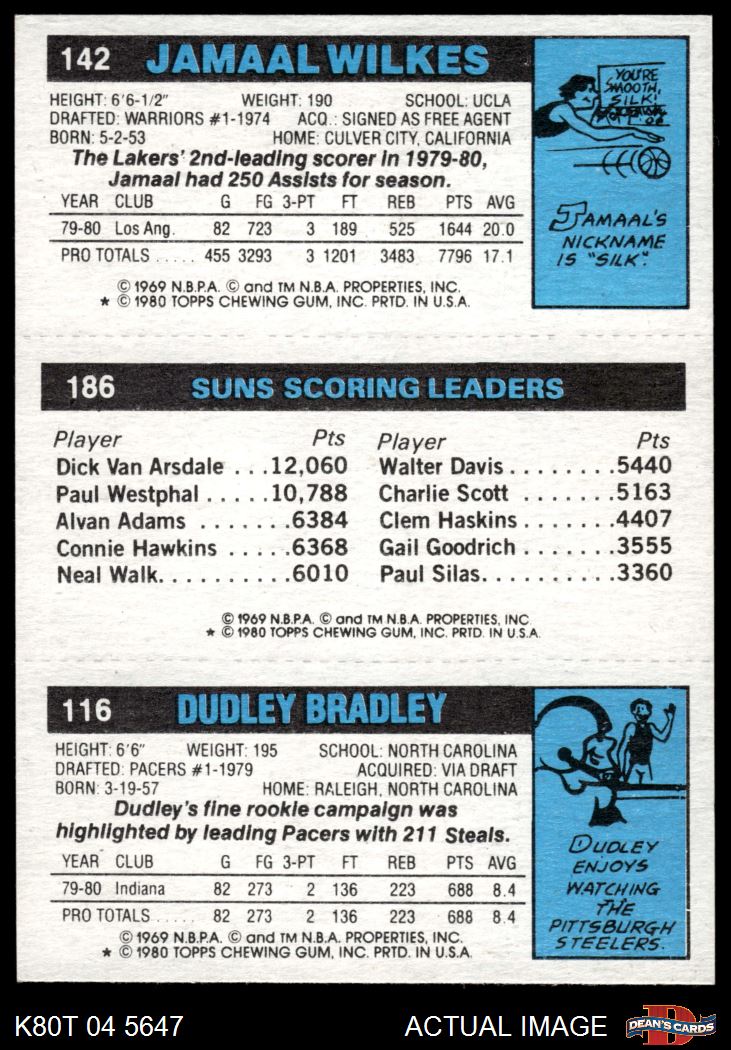 142 JAMAAL WILKES
HEIGHT: 6'6-1/2" WEIGHT: 190 SCHOOL: UCLA
DRAFTED: WARRIORS #1-1974 ACQ.: SIGNED AS FREE AGENT
BORN: 5-2-53 HOME: CULVER CITY, CALIFORNIA
The Lakers' 2nd-leading scorer in 1979-80,
Jamaal had 250 Assists for season.
YEAR CLUB G FG 3-PT FT REB PTS AVG
79-80 Los Ang. 82 723 3 189 525 1644 20.0
PRO TOTALS ..... 455 3293 3 1201 3483 7796 17.1
© 1969 N.B.P.A. © and TM N.B.A. PROPERTIES, INC.
* © 1980 TOPPS CHEWING GUM, INC. PRTD. IN U.S.A.
YOU'RE
SMOOTH,
SILK!
JAMAAL'S
NICKNAME
IS "SILK".
186 SUNS SCORING LEADERS
Player Pts Player Pts
Dick Van Arsdale ...12,060 Walter Davis ........5440
Paul Westphal .....10,788 Charlie Scott ........5163
Alvan Adams .......6384 Clem Haskins........4407
Connie Hawkins .....6368 Gail Goodrich........3555
Neal Walk..........6010 Paul Silas..........3360
© 1969 N.B.P.A. © and TM N.B.A. PROPERTIES, INC.
* © 1980 TOPPS CHEWING GUM, INC. PRTD. IN U.S.A.
116 DUDLEY BRADLEY
HEIGHT: 6'6" WEIGHT: 195 SCHOOL: NORTH CAROLINA
DRAFTED: PACERS #1-1979 ACQUIRED: VIA DRAFT
BORN: 3-19-57 HOME: RALEIGH, NORTH CAROLINA
Dudley's fine rookie campaign was
highlighted by leading Pacers with 211 Steals.
YEAR CLUB G FG 3-PT FT REB PTS AVG
79-80 Indiana 82 273 2 136 223 688 8.4
PRO TOTALS ..... 82 273 2 136 223 688 8.4
© 1969 N.B.P.A. © and TM N.B.A. PROPERTIES, INC.
* © 1980 TOPPS CHEWING GUM, INC. PRTD. IN U.S.A.
DUDLEY
ENJOYS
WATCHING
THE
PITTSBURGH
STEELERS.
K80T 04 5647 ACTUAL IMAGE
DEAN'S CARDS